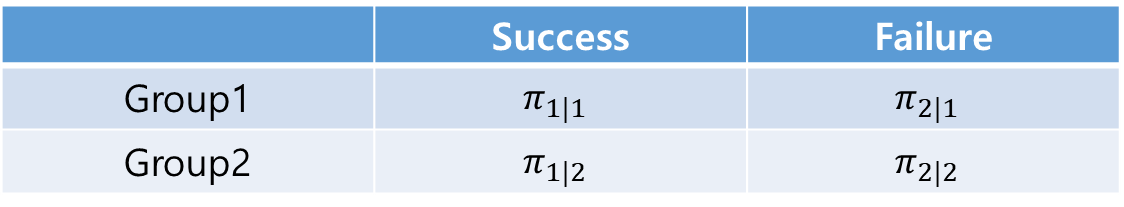 Success Failure
Group1 π1|1 π2|1
Group2 π1|2 π2|2